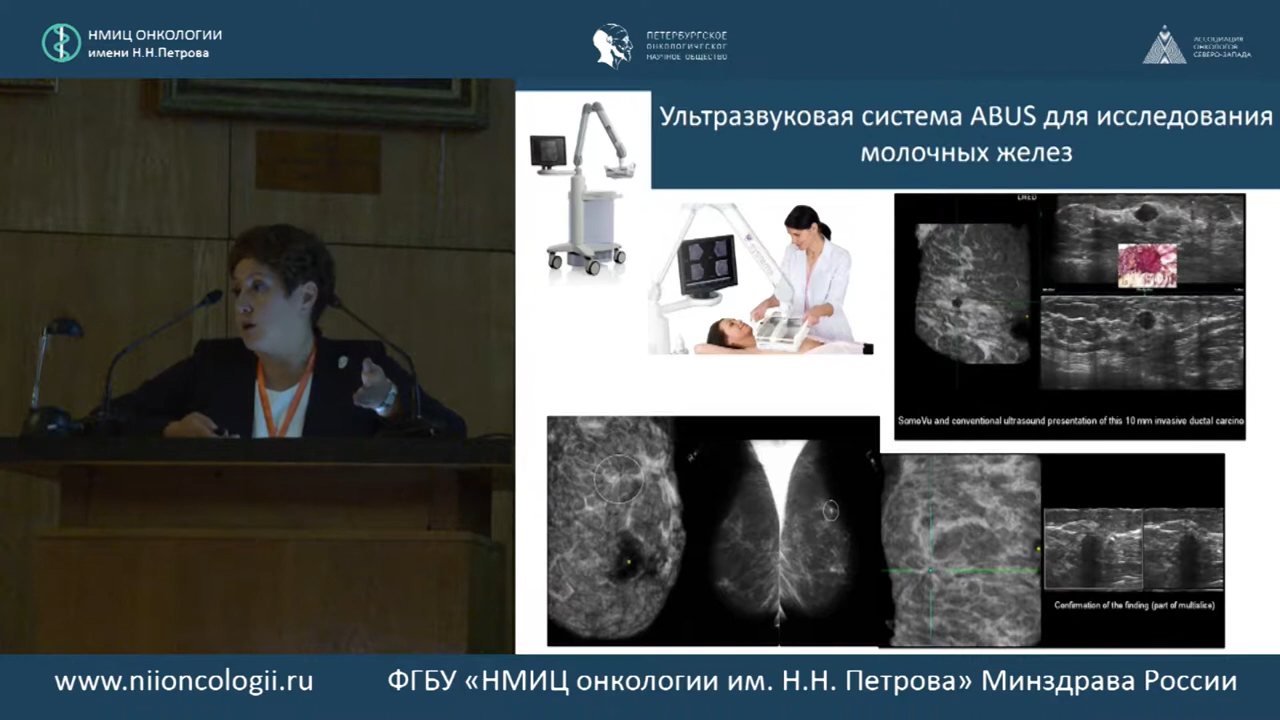 НМИЦ ОНКОЛОГИИ
имени Н.Н.Петрова
ПЕТЕРБУРГСКОЕ
ОНКОЛОГИЧЕСКОЕ
НАУЧНОЕ ОБЩЕСТВО
АССОЦИАЦИЯ
ОНКОЛОГОВ
СЕВЕРО-ЗАПАДА
Ультразвуковая система ABUS для исследования
молочных желез
SomoVu and conventional ultrasound presentation of this 10 mm invasive ductal carcino
Confirmation of the finding (part of multislice)
www.niioncologii.ru
ФГБУ «НМИЦ онкологии им. Н.Н. Петрова» Минздрава России